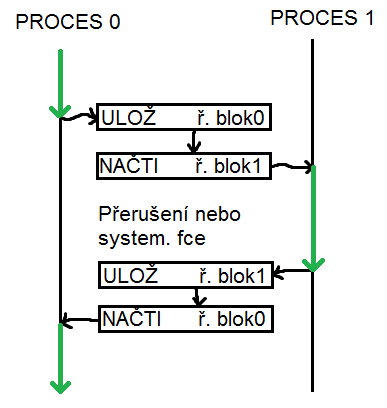 PROCES 0
PROCES 1
ULOŽ ř. blok0
NAČTI ř. blok1
Přerušení nebo
system. fce
ULOŽ ř. blok1
NAČTI ř. blok0